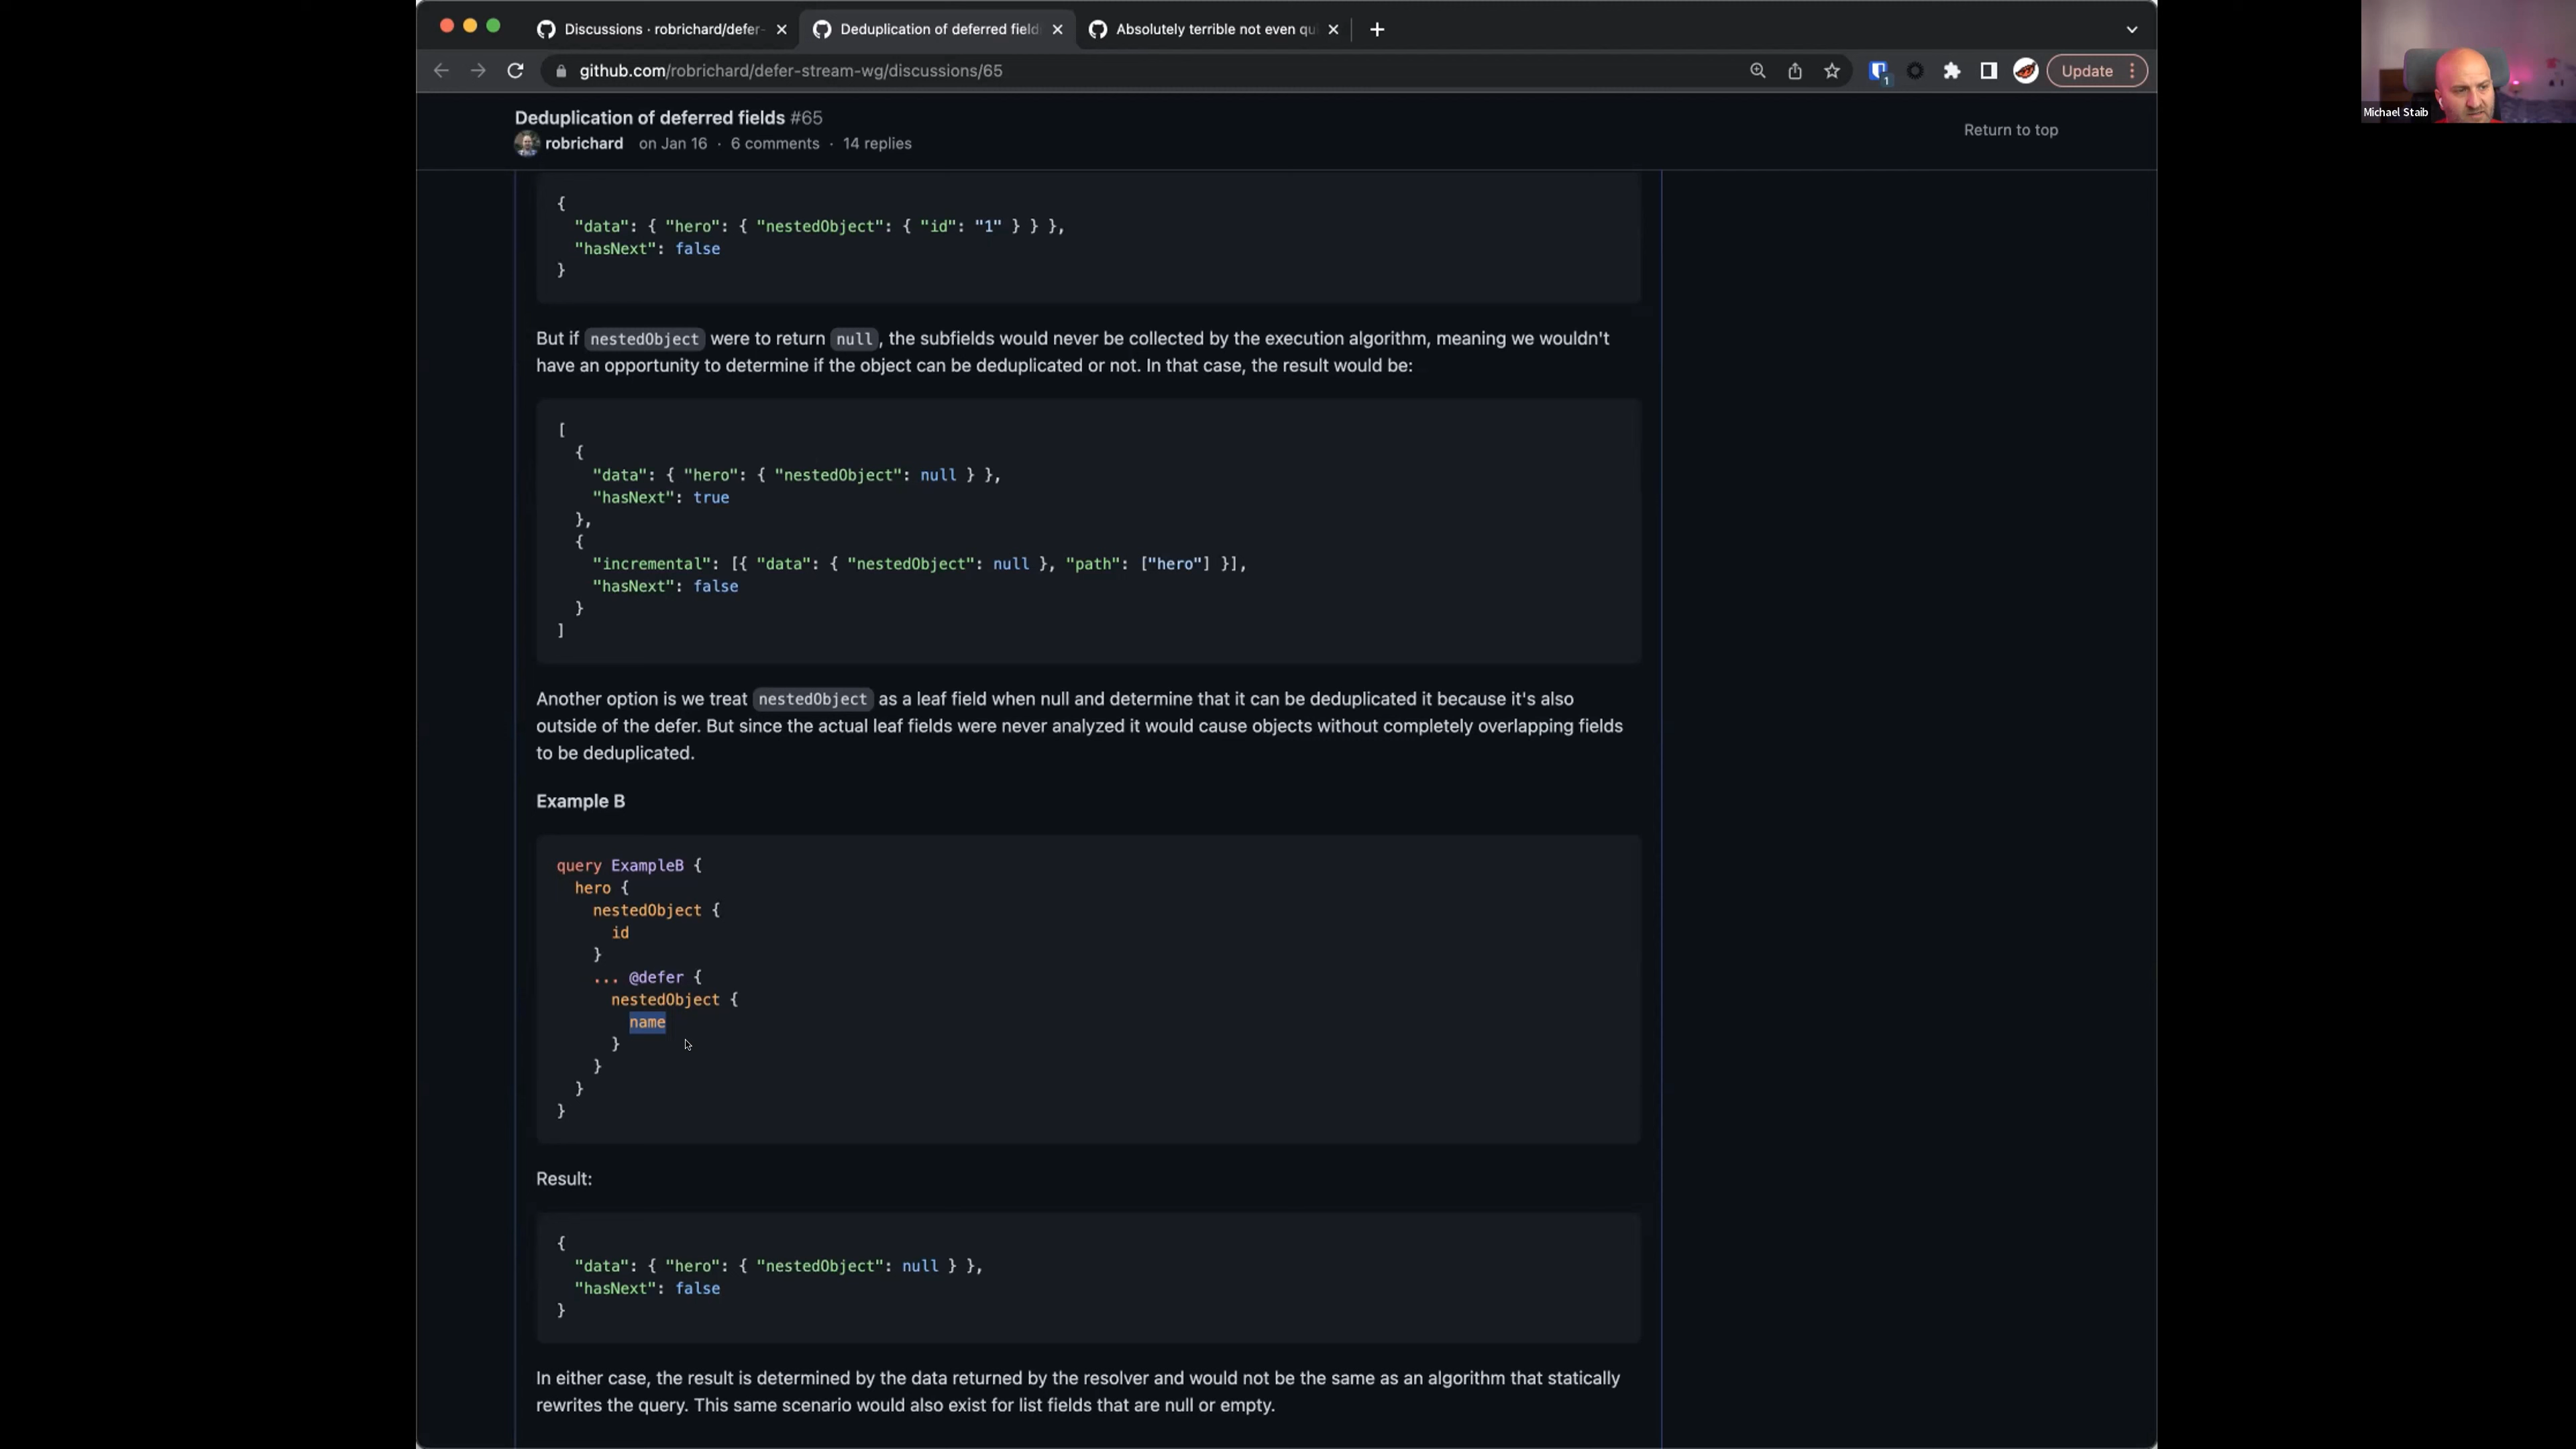 Discussions · robrichard/defer-
Deduplication of deferred field
Absolutely terrible not even qu
github.com/robrichard/defer-stream-wg/discussions/65
1
Update
Michael Staib
Deduplication of deferred fields #65
robrichard on Jan 16 · 6 comments · 14 replies
Return to top
{
"data": { "hero": { "nestedObject": { "id": "1" } } },
"hasNext": false
}
But if nestedObject were to return null, the subfields would never be collected by the execution algorithm, meaning we wouldn't
have an opportunity to determine if the object can be deduplicated or not. In that case, the result would be:
[
{
"data": { "hero": { "nestedObject": null } },
"hasNext": true
},
{
"incremental": [{ "data": { "nestedObject": null }, "path": ["hero"] }],
"hasNext": false
}
]
Another option is we treat nestedObject as a leaf field when null and determine that it can be deduplicated it because it's also
outside of the defer. But since the actual leaf fields were never analyzed it would cause objects without completely overlapping fields
to be deduplicated.
Example B
query ExampleB {
hero {
nestedObject {
id
}
... @defer {
nestedObject {
name
}
}
}
}
Result:
{
"data": { "hero": { "nestedObject": null } },
"hasNext": false
}
In either case, the result is determined by the data returned by the resolver and would not be the same as an algorithm that statically
rewrites the query. This same scenario would also exist for list fields that are null or empty.